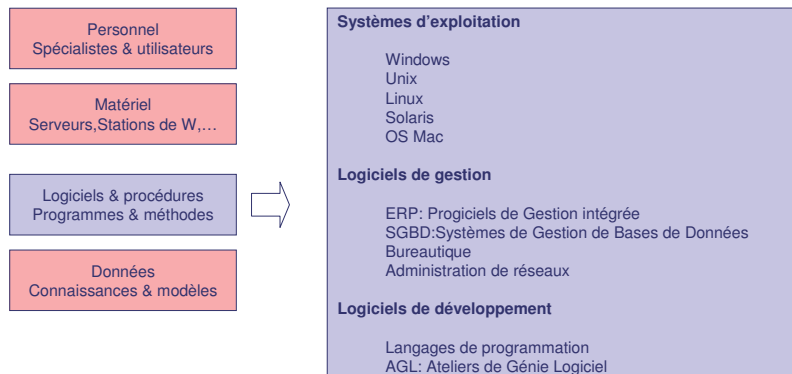 Personnel
Spécialistes & utilisateurs
Matériel
Serveurs,Stations de W,…
Logiciels & procédures
Programmes & méthodes
Données
Connaissances & modèles
Systèmes d’exploitation
Windows
Unix
Linux
Solaris
OS Mac
Logiciels de gestion
ERP: Progiciels de Gestion intégrée
SGBD:Systèmes de Gestion de Bases de Données
Bureautique
Administration de réseaux
Logiciels de développement
Langages de programmation
AGL: Ateliers de Génie Logiciel